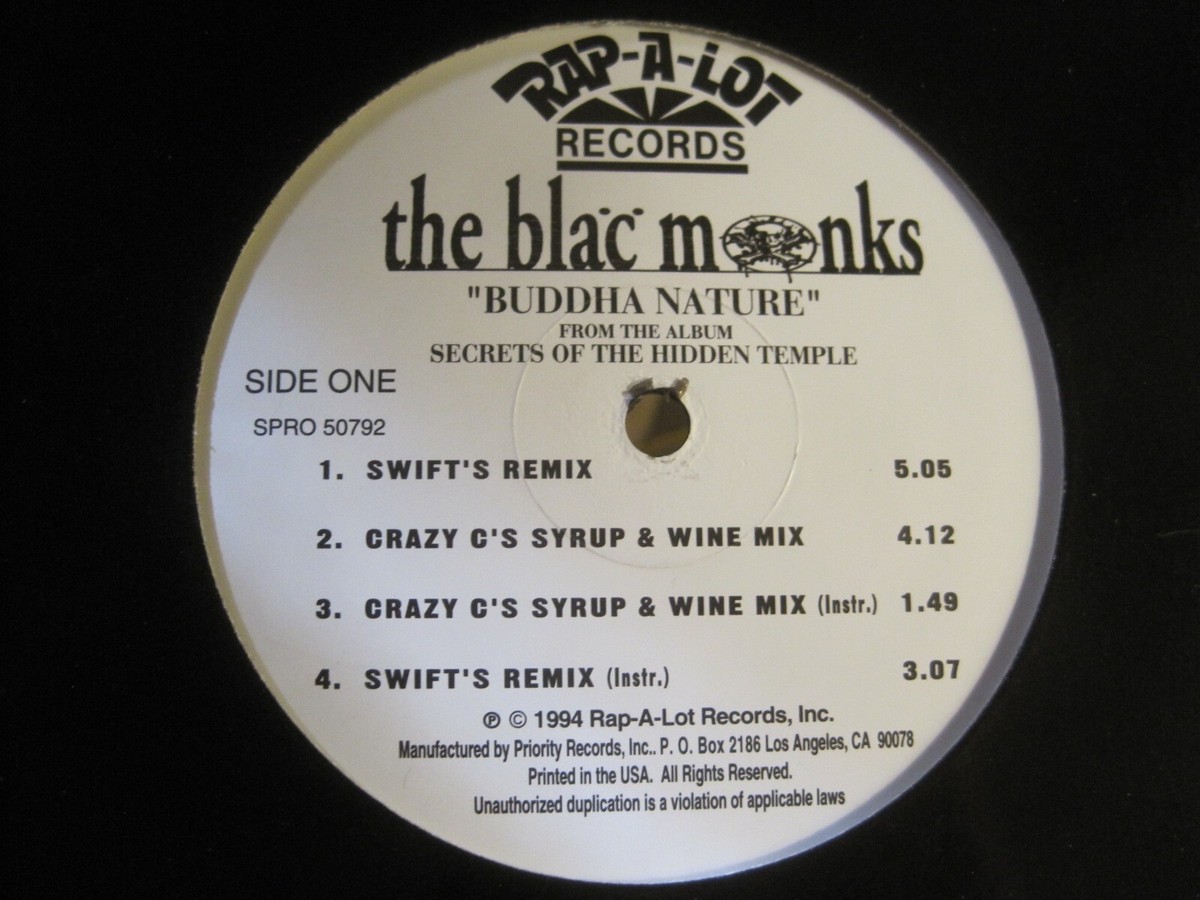 RAP-A-LOT
RECORDS
the blac̈ monks
"BUDDHA NATURE"
FROM THE ALBUM
SECRETS OF THE HIDDEN TEMPLE
SIDE ONE
SPRO 50792
1. SWIFT'S REMIX 5.05
2. CRAZY C'S SYRUP & WINE MIX 4.12
3. CRAZY C'S SYRUP & WINE MIX (Instr.) 1.49
4. SWIFT'S REMIX (Instr.) 3.07
℗ © 1994 Rap-A-Lot Records, Inc.
Manufactured by Priority Records, Inc.. P. O. Box 2186 Los Angeles, CA 90078
Printed in the USA. All Rights Reserved.
Unauthorized duplication is a violation of applicable laws